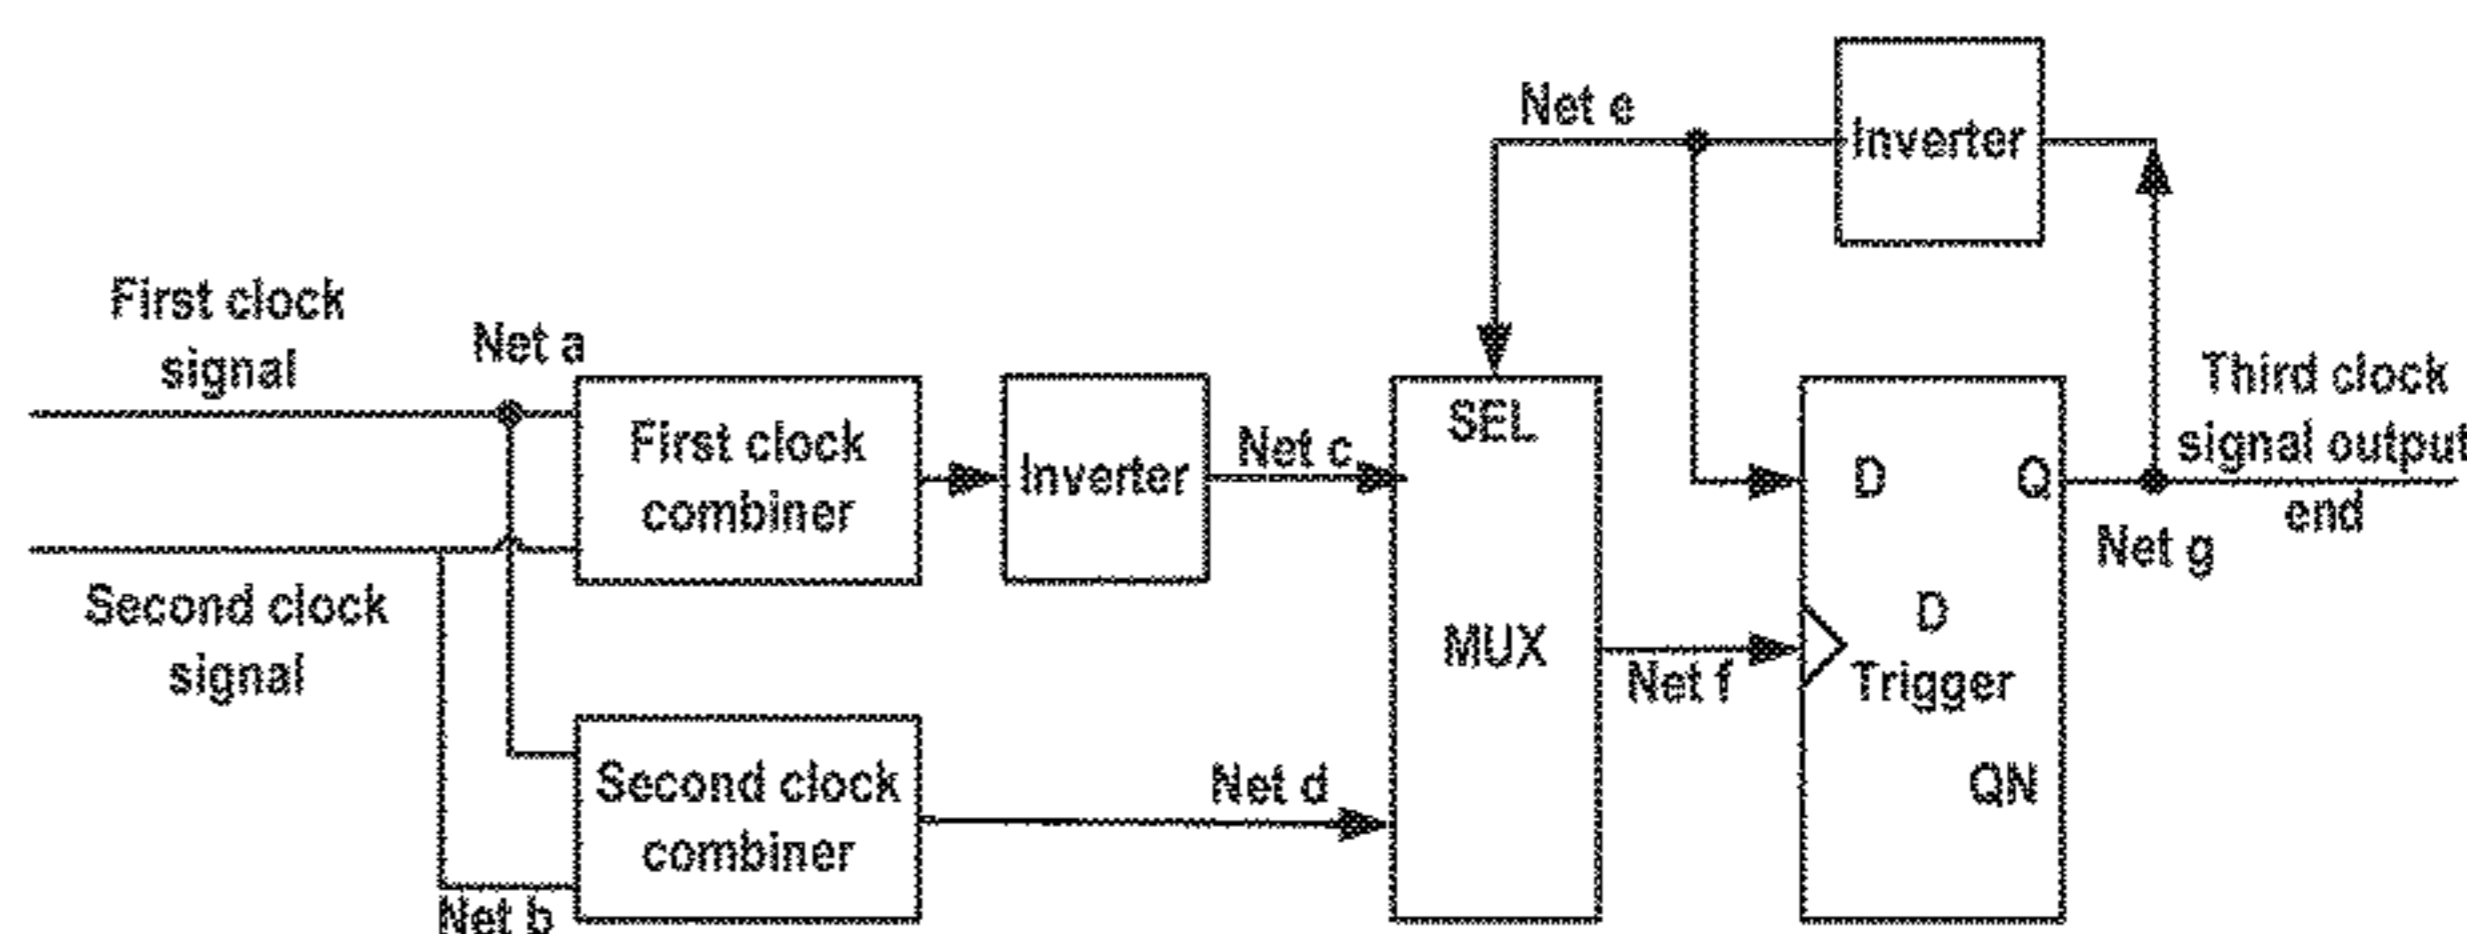 Net e
Inverter
First clock
signal
Net a
First clock
combiner
Inverter
Net c
SEL
MUX
D
Q
Third clock
signal output
end
Net g
Second clock
signal
Net f
D
Trigger
QN
Second clock
combiner
Net d
Net b